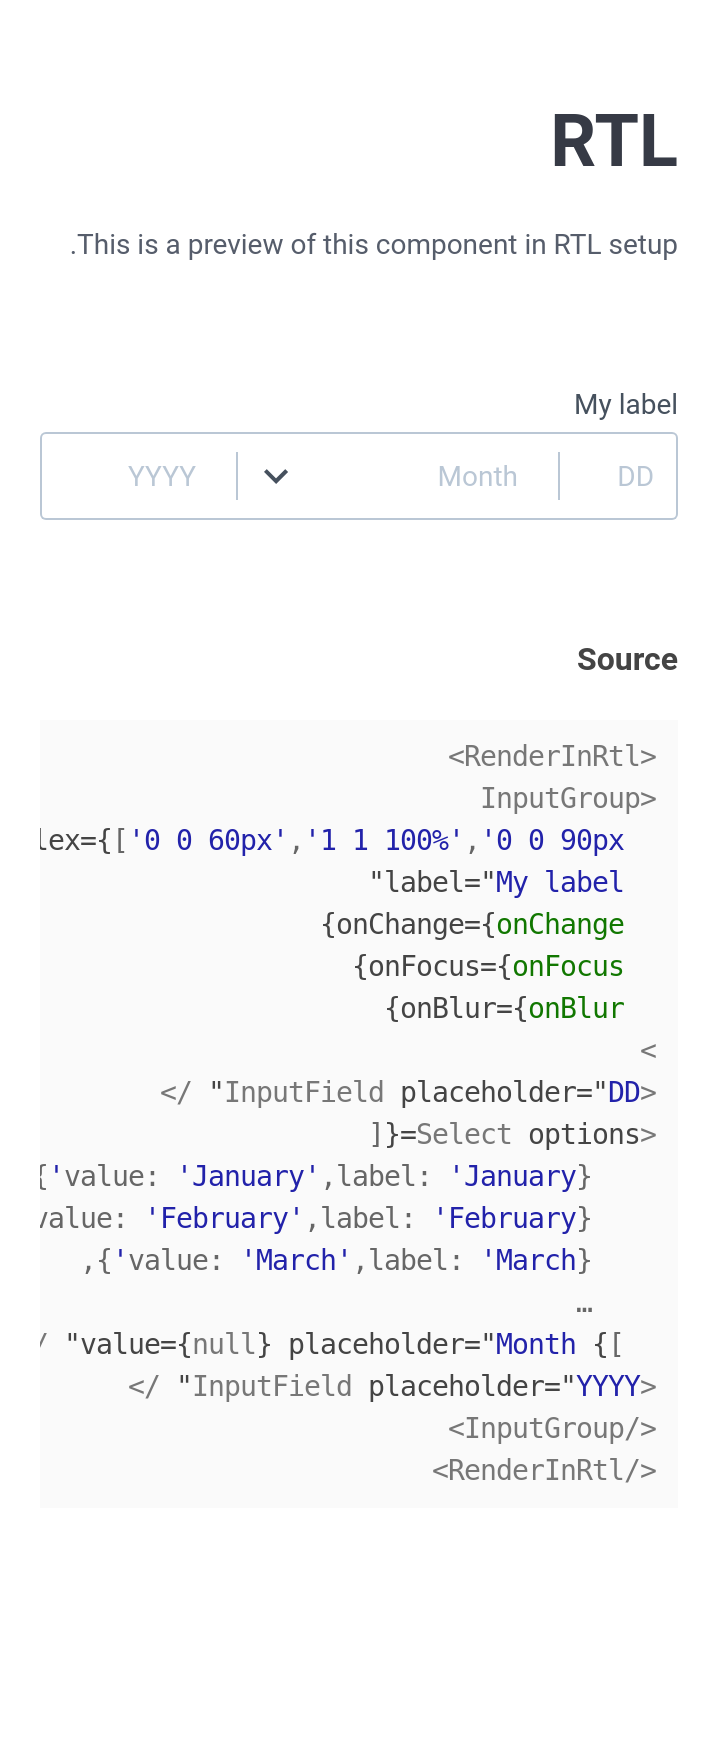 RTL
.This is a preview of this component in RTL setup
My label
YYYY Month DD
Source
<RenderInRtl>
InputGroup>
lex={['0 0 60px','1 1 100%','0 0 90px
"label="My label
{onChange={onChange
{onFocus={onFocus
{onBlur={onBlur
<
</ "InputField placeholder="DD>
]}=Select options>
{'value: 'January',label: 'January}
value: 'February',label: 'February}
,{'value: 'March',label: 'March}
…
/ "value={null} placeholder="Month {[
</ "InputField placeholder="YYYY>
<InputGroup/>
<RenderInRtl/>